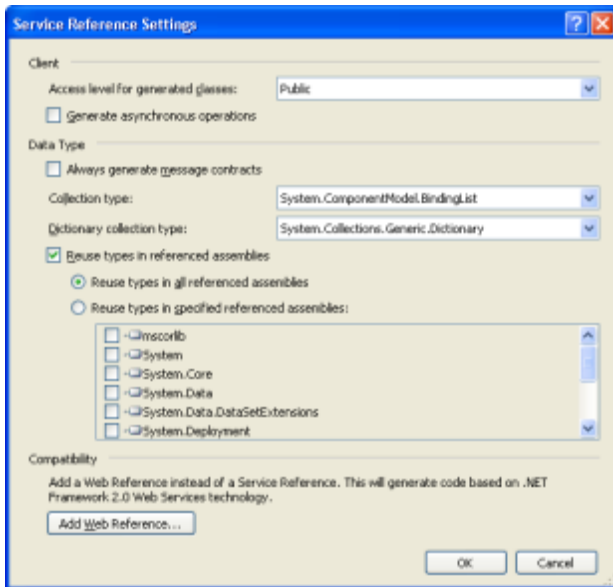 Service Reference Settings
Client
Access level for generated classes:
Public
Generate asynchronous operations
Data Type
Always generate message contracts
Collection type:
System.ComponentModel.BindingList
Dictionary collection type:
System.Collections.Generic.Dictionary
Reuse types in referenced assemblies
Reuse types in all referenced assemblies
Reuse types in specified referenced assemblies:
mscorlib
System
System.Core
System.Data
System.Data.DataSetExtensions
System.Deployment
Compatibility
Add a Web Reference instead of a Service Reference. This will generate code based on .NET
Framework 2.0 Web Services technology.
Add Web Reference...
OK
Cancel